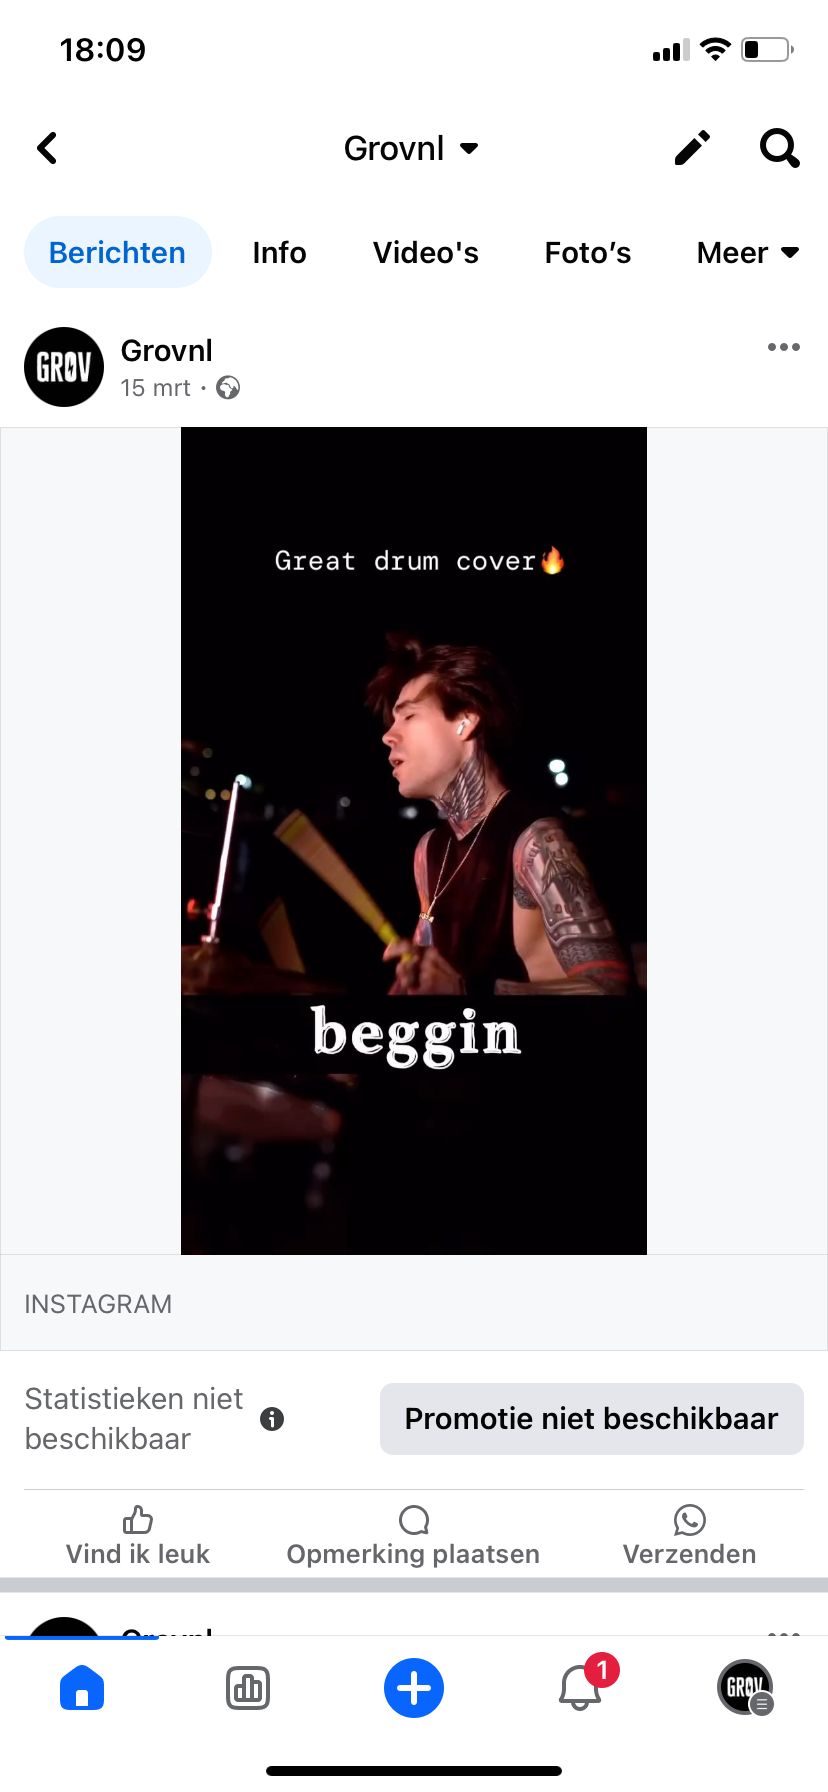 18:09
Grovnl
Berichten Info Video's Foto's Meer
GRØV
Grovnl
15 mrt ·
Great drum cover🔥
beggin
INSTAGRAM
Statistieken niet
beschikbaar
Promotie niet beschikbaar
Vind ik leuk Opmerking plaatsen Verzenden
Grovnl
1
GRØV